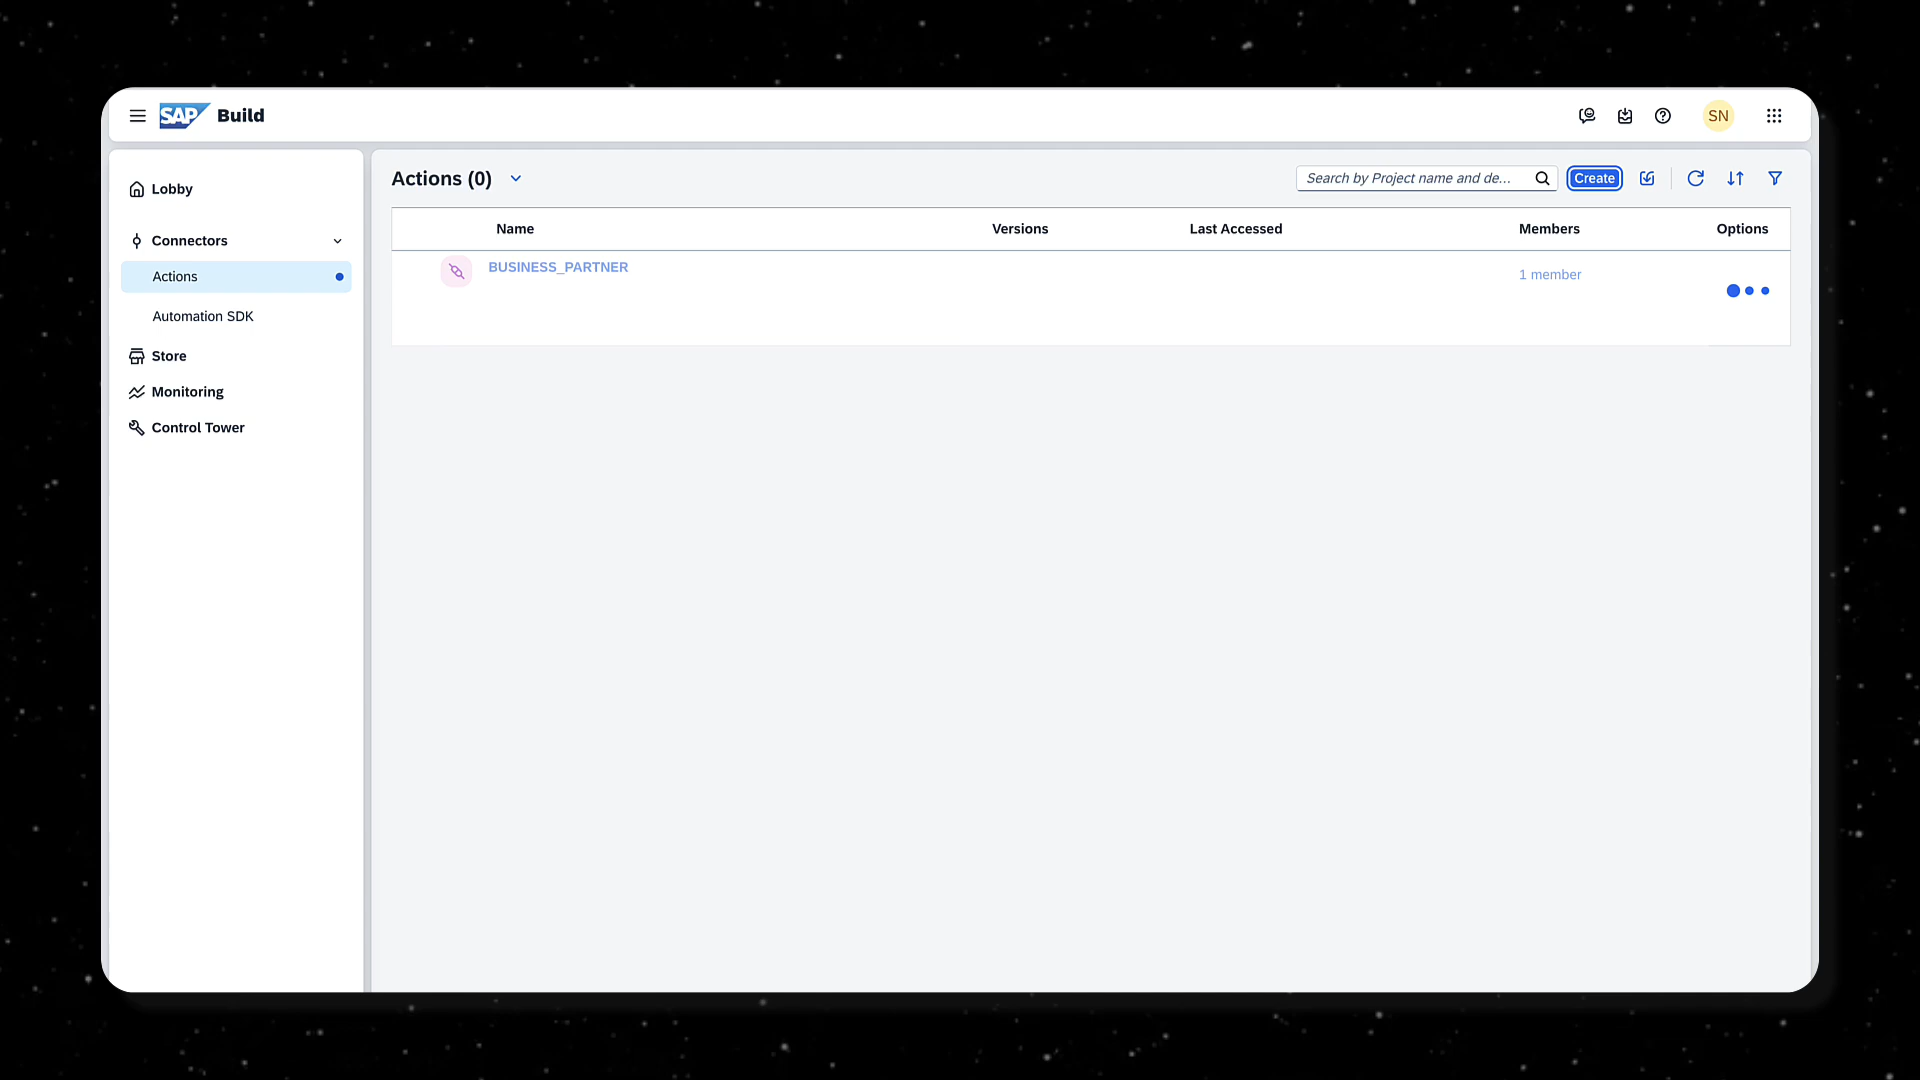 SAP Build
SN
Lobby
Connectors
Actions
Automation SDK
Store
Monitoring
Control Tower
Actions (0)
Search by Project name and de...
Create
Name Versions Last Accessed Members Options
BUSINESS_PARTNER
1 member